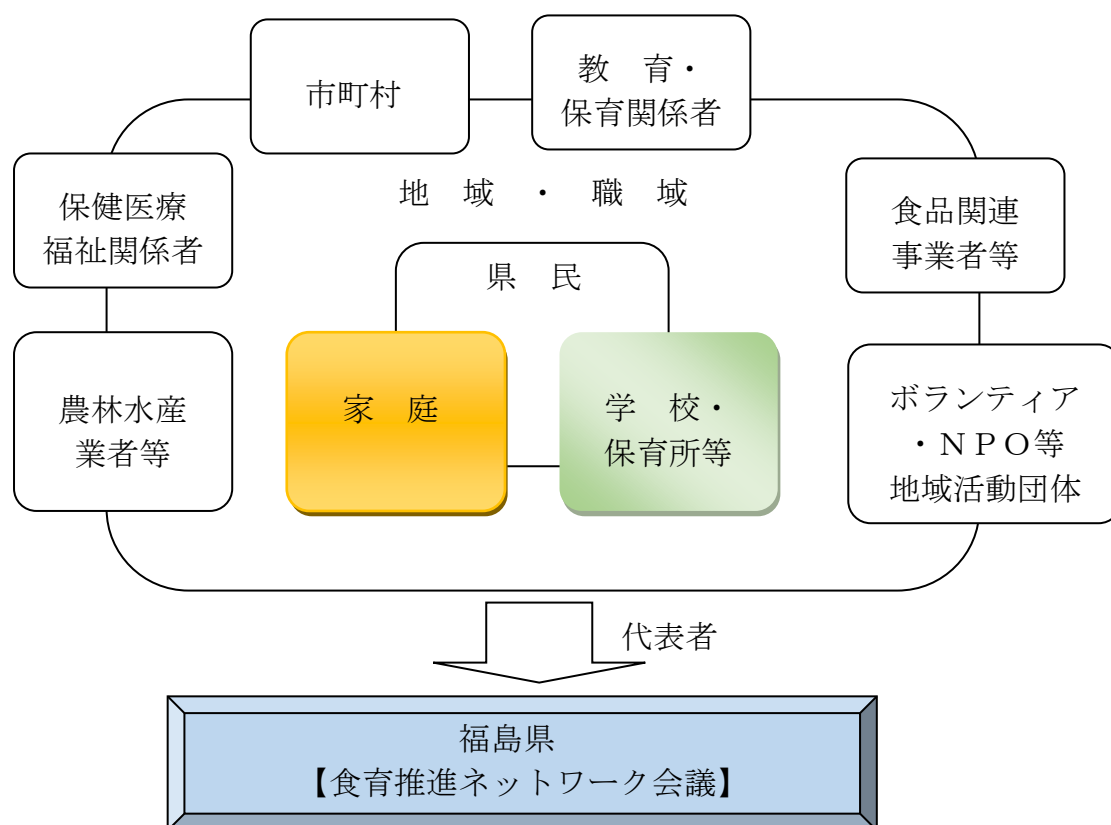 市町村
教　育・
保育関係者
保健医療
福祉関係者
地　域　・　職　域
食品関連
事業者等
県　民
農林水産
業者等
家　庭
学　校・
保育所等
ボランティア
・ＮＰＯ等
地域活動団体
代表者
福島県
【食育推進ネットワーク会議】